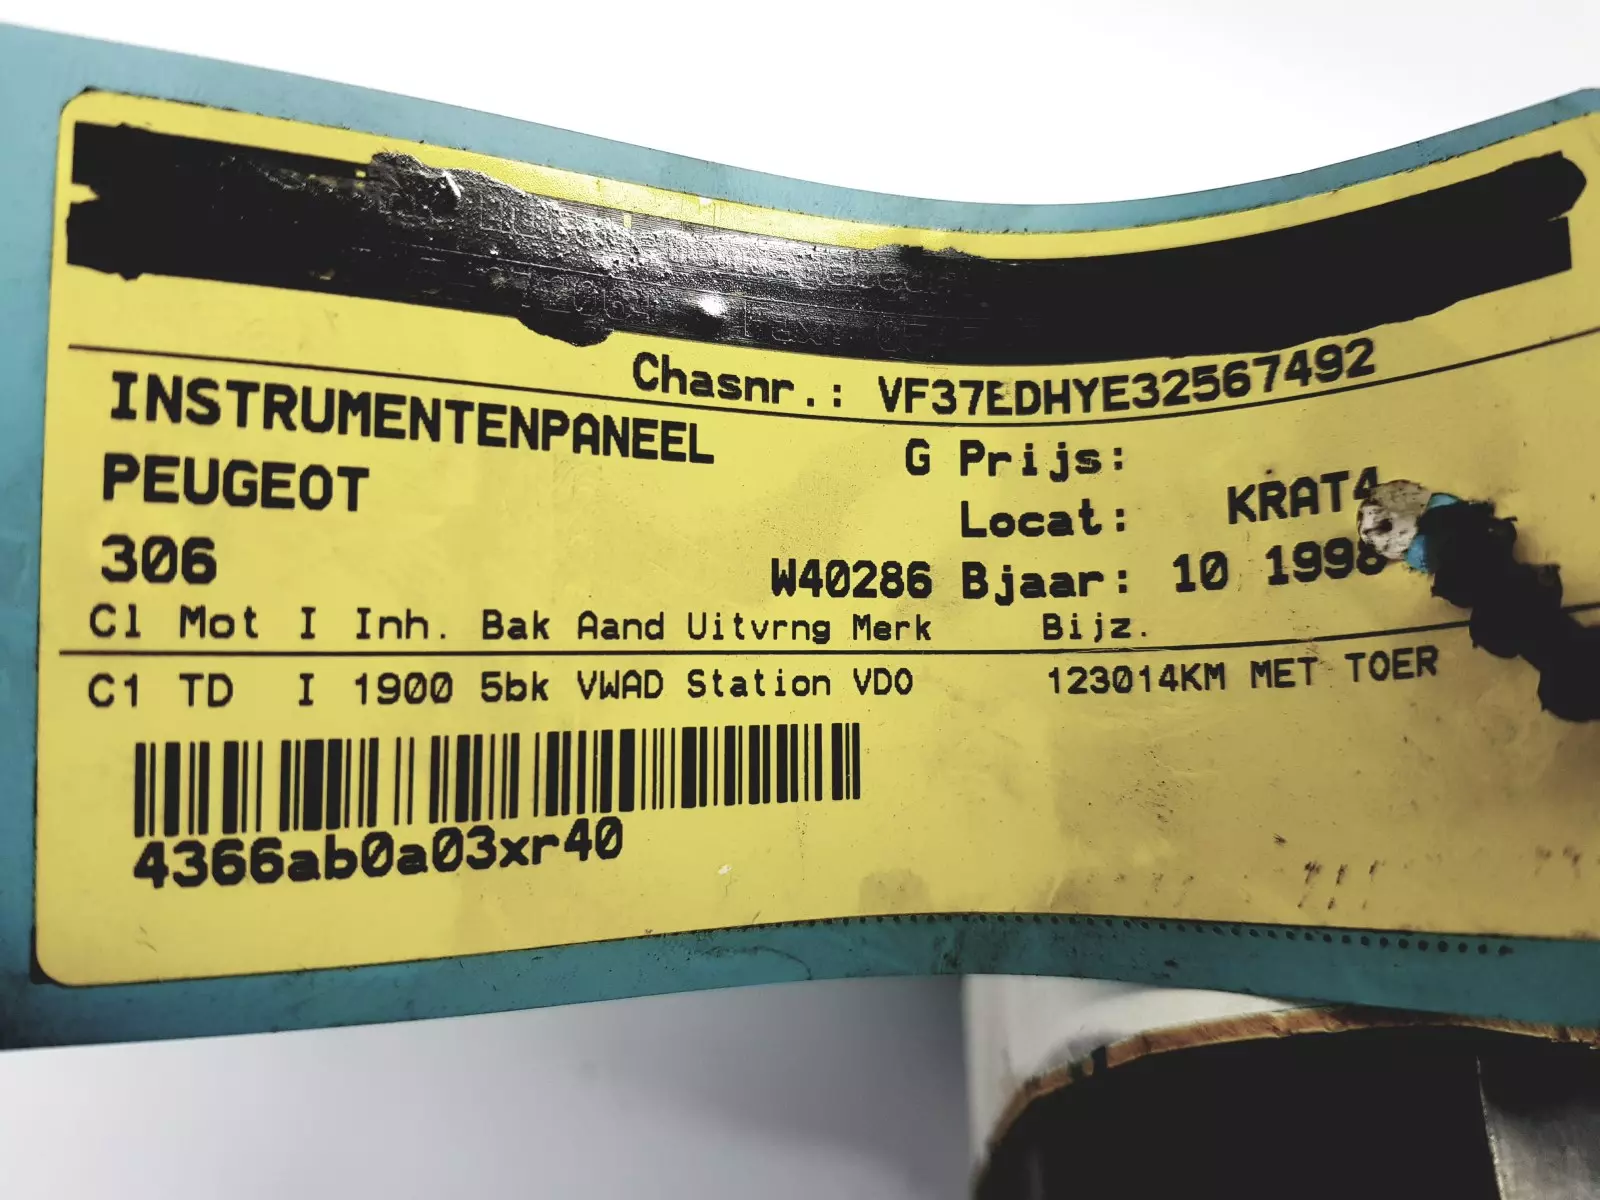 Chasnr.: VF37EDHYE32567492
INSTRUMENTENPANEEL
G Prijs:
PEUGEOT
Locat: KRAT4
306
W40286 Bjaar: 10 1998
Cl Mot I Inh. Bak Aand Uitvrng Merk Bijz.
C1 TD I 1900 5bk VWAD Station VDO 123014KM MET TOER
4366ab0a03xr40